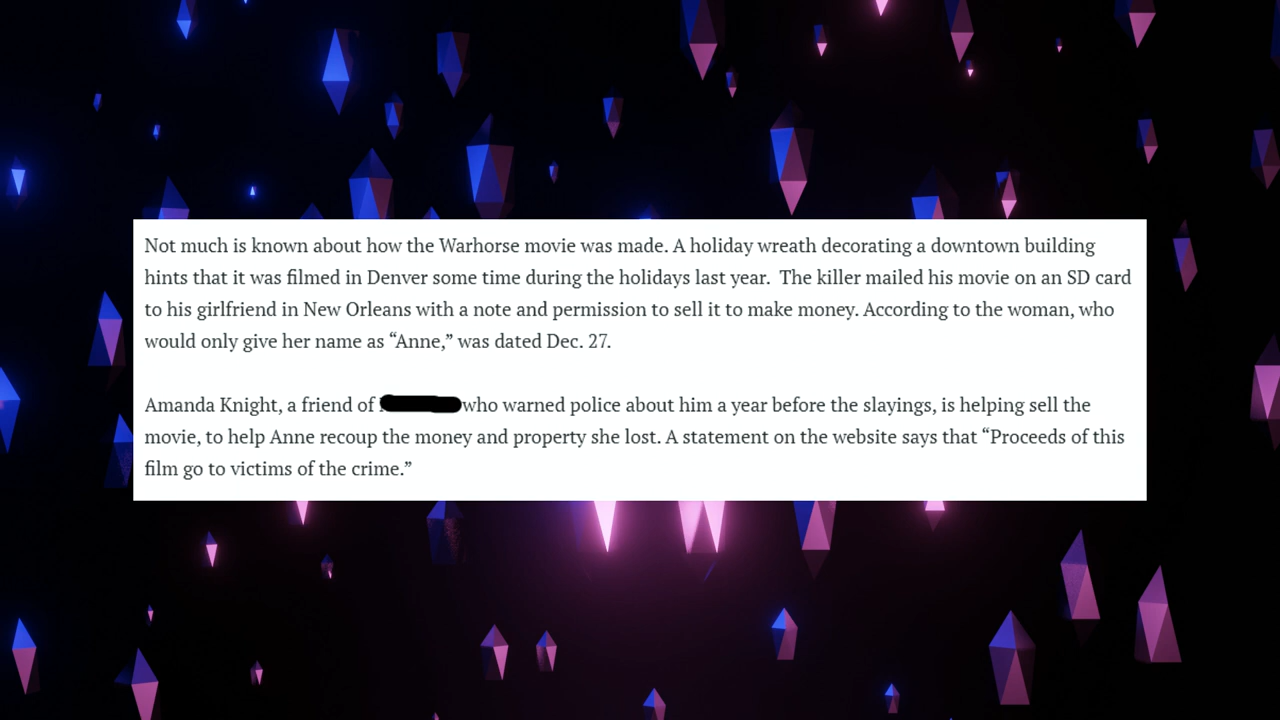 Not much is known about how the Warhorse movie was made. A holiday wreath decorating a downtown building
hints that it was filmed in Denver some time during the holidays last year.  The killer mailed his movie on an SD card
to his girlfriend in New Orleans with a note and permission to sell it to make money. According to the woman, who
would only give her name as “Anne,” was dated Dec. 27.
Amanda Knight, a friend of who warned police about him a year before the slayings, is helping sell the
movie, to help Anne recoup the money and property she lost. A statement on the website says that “Proceeds of this
film go to victims of the crime.”